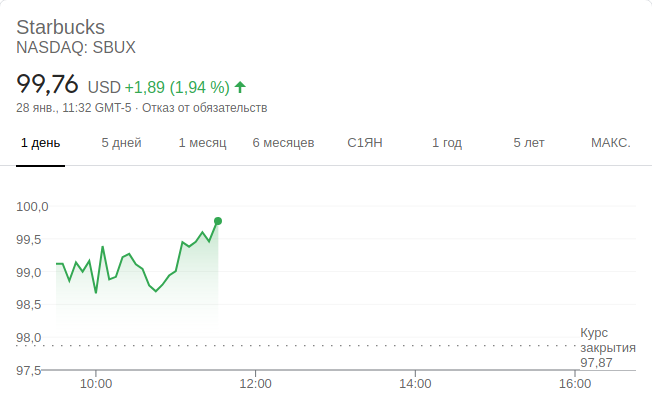 Starbucks
NASDAQ: SBUX
99,76 USD +1,89 (1,94 %)
28 янв., 11:32 GMT-5 · Отказ от обязательств
1 день 5 дней 1 месяц 6 месяцев С1ЯН 1 год 5 лет МАКС.
100,0
99,5
99,0
98,5
98,0
Курс
закрытия
97,87
97,5
10:00 12:00 14:00 16:00